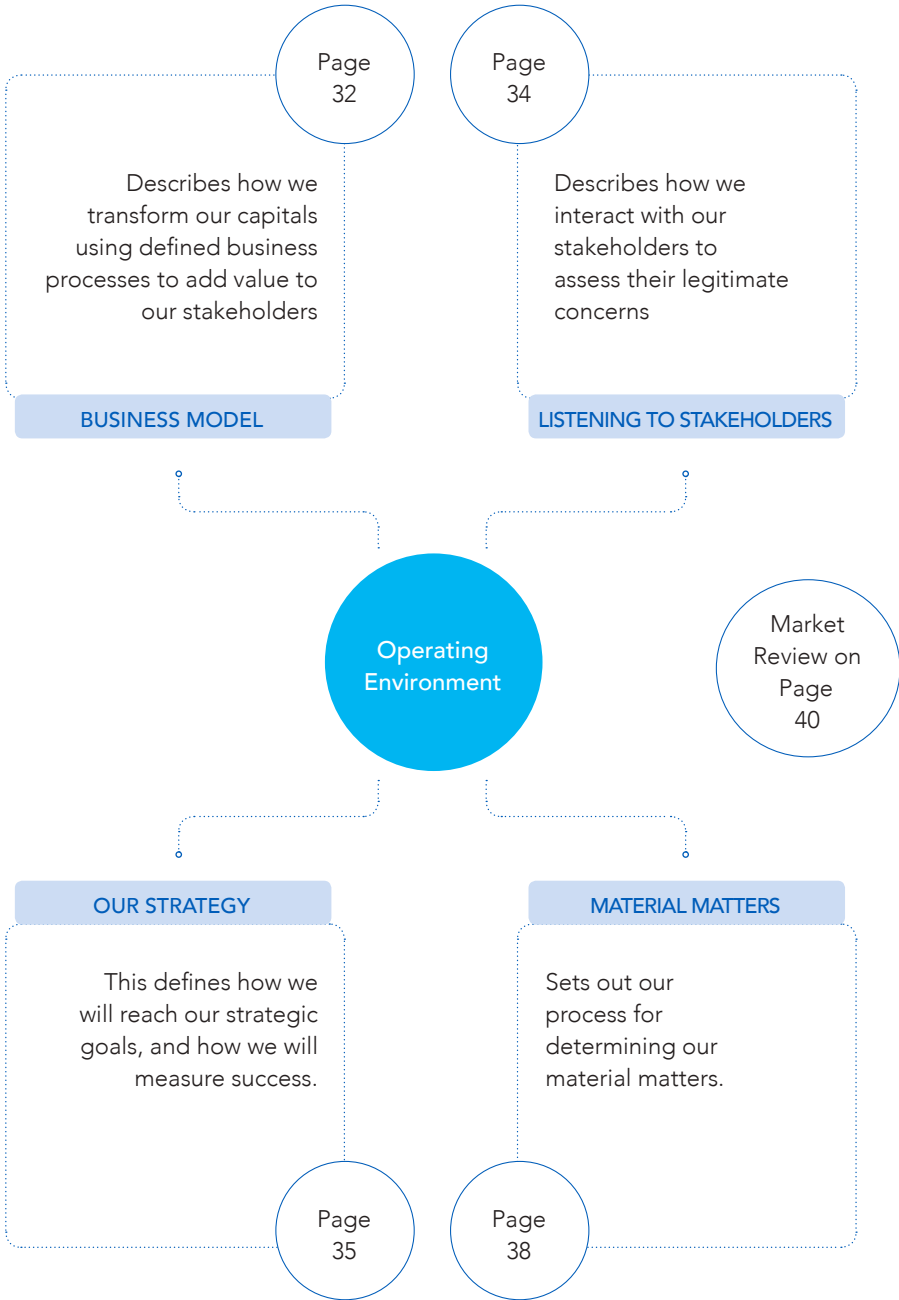 Page
32
Describes how we
transform our capitals
using defined business
processes to add value to
our stakeholders
BUSINESS MODEL
Page
34
Describes how we
interact with our
stakeholders to
assess their legitimate
concerns
LISTENING TO STAKEHOLDERS
Operating
Environment
Market
Review on
Page
40
OUR STRATEGY
This defines how we
will reach our strategic
goals, and how we will
measure success.
Page
35
MATERIAL MATTERS
Sets out our
process for
determining our
material matters.
Page
38